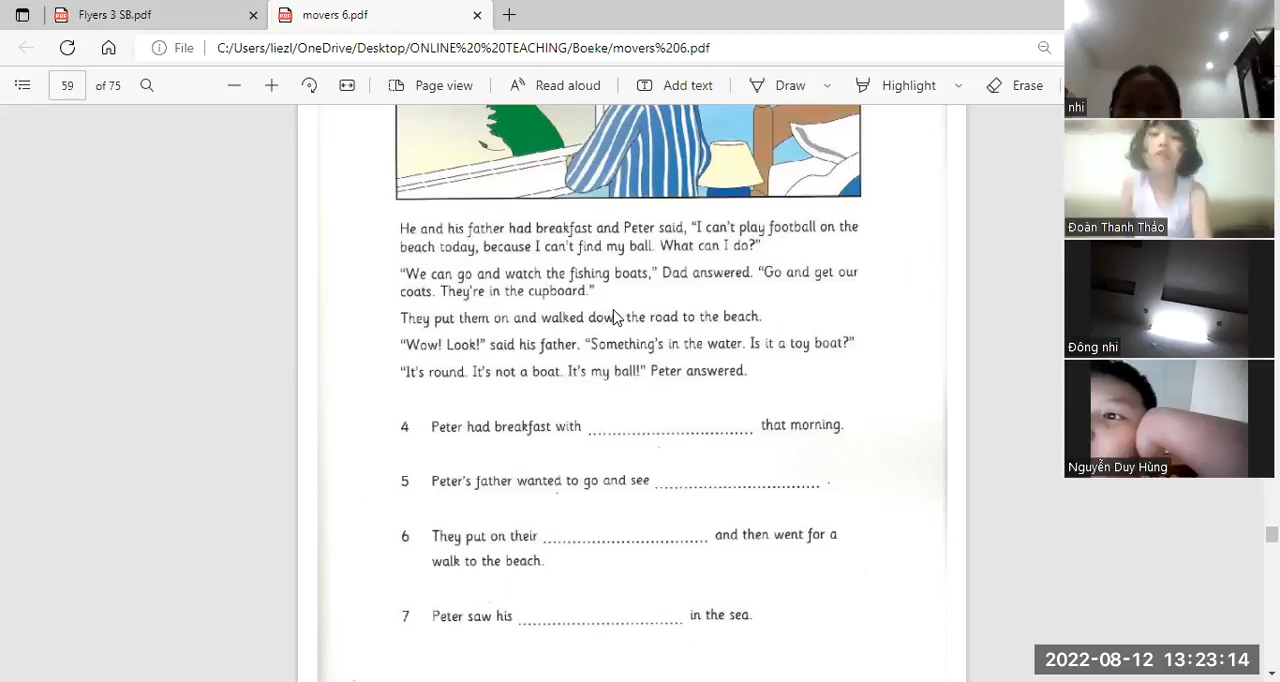 Flyers 3 SB.pdf
movers 6.pdf
File
C:/Users/liezl/OneDrive/Desktop/ONLINE%20%20TEACHING/Boeke/movers%206.pdf
59 of 75
Page view
Read aloud
Add text
Draw
Highlight
Erase
He and his father had breakfast and Peter said, “I can't play football on the
beach today, because I can't find my ball. What can I do?”
“We can go and watch the fishing boats,” Dad answered. “Go and get our
coats. They're in the cupboard.”
They put them on and walked down the road to the beach.
“Wow! Look!” said his father. “Something's in the water. Is it a toy boat?”
“It's round. It's not a boat. It's my ball!” Peter answered.
4 Peter had breakfast with ................................ that morning.
5 Peter's father wanted to go and see ................................ .
6 They put on their ................................ and then went for a
walk to the beach.
7 Peter saw his ................................ in the sea.
nhi
Đoàn Thanh Thảo
Đông nhi
Nguyễn Duy Hùng
2022-08-12 13:23:14